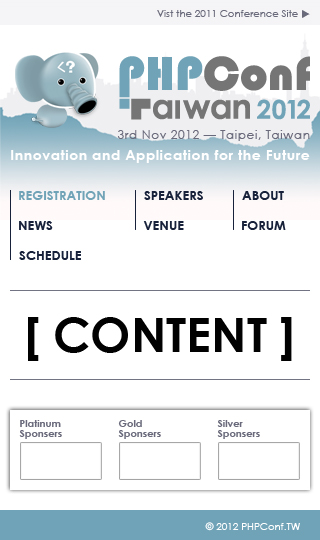 Vist the 2011 Conference Site ▶
<?
PHPConf
Taiwan 2012
3rd Nov 2012 — Taipei, Taiwan
Innovation and Application for the Future
REGISTRATION
NEWS
SCHEDULE
SPEAKERS
VENUE
ABOUT
FORUM
[ CONTENT ]
Platinum
Sponsers
Gold
Sponsers
Silver
Sponsers
© 2012 PHPConf.TW